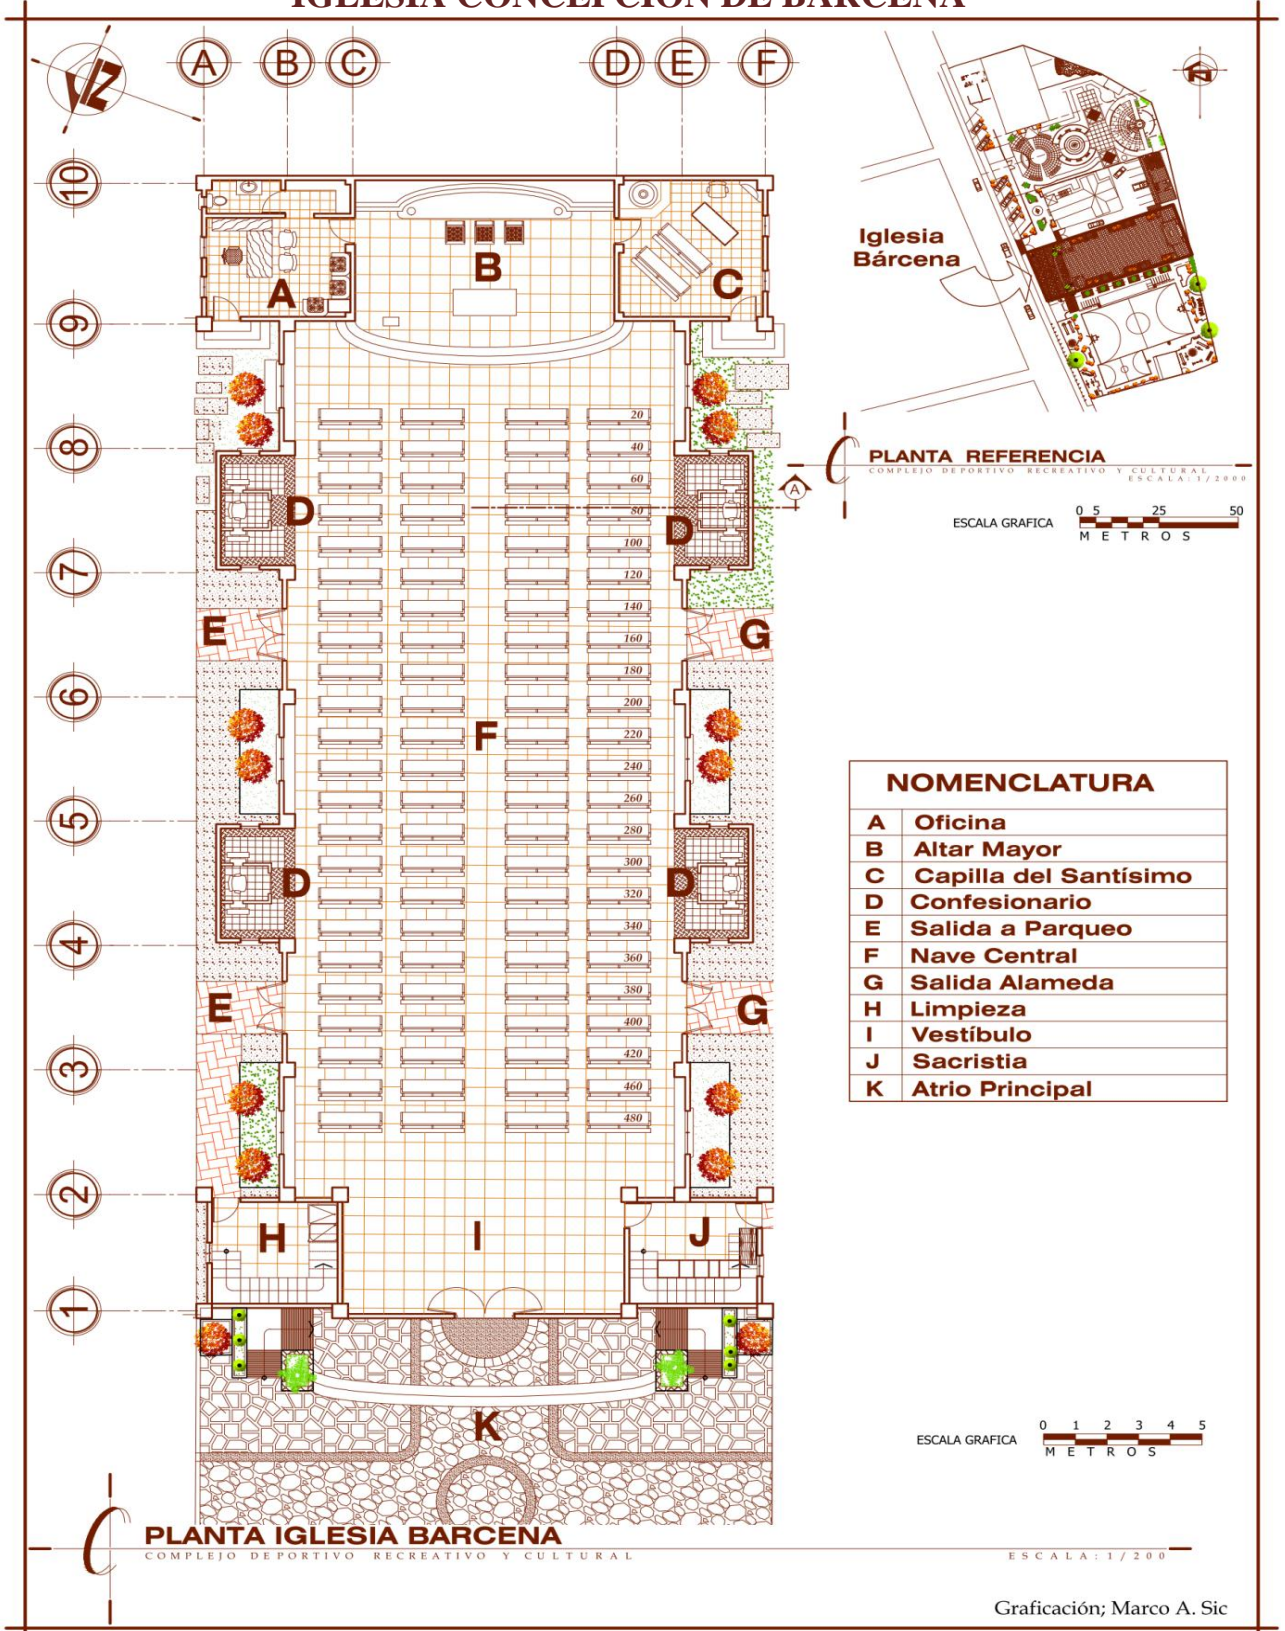 IGLESIA CONCEPCIÓN DE BÁRCENA
A B C D E F
N
N
10
9
8
7
6
5
4
3
2
1
A
B
C
D
D
D
D
E
G
F
E
G
H
I
J
K
A
20
40
60
80
100
120
140
160
180
200
220
240
260
280
300
320
340
360
380
400
420
460
480
Iglesia
Bárcena
PLANTA REFERENCIA
COMPLEJO DEPORTIVO RECREATIVO Y CULTURAL
ESCALA: 1/2000
ESCALA GRAFICA
0 5 25 50
METROS
NOMENCLATURA
A Oficina
B Altar Mayor
C Capilla del Santísimo
D Confesionario
E Salida a Parqueo
F Nave Central
G Salida Alameda
H Limpieza
I Vestíbulo
J Sacristia
K Atrio Principal
ESCALA GRAFICA
0 1 2 3 4 5
METROS
PLANTA IGLESIA BARCENA
COMPLEJO DEPORTIVO RECREATIVO Y CULTURAL
ESCALA: 1/200
Graficación; Marco A. Sic